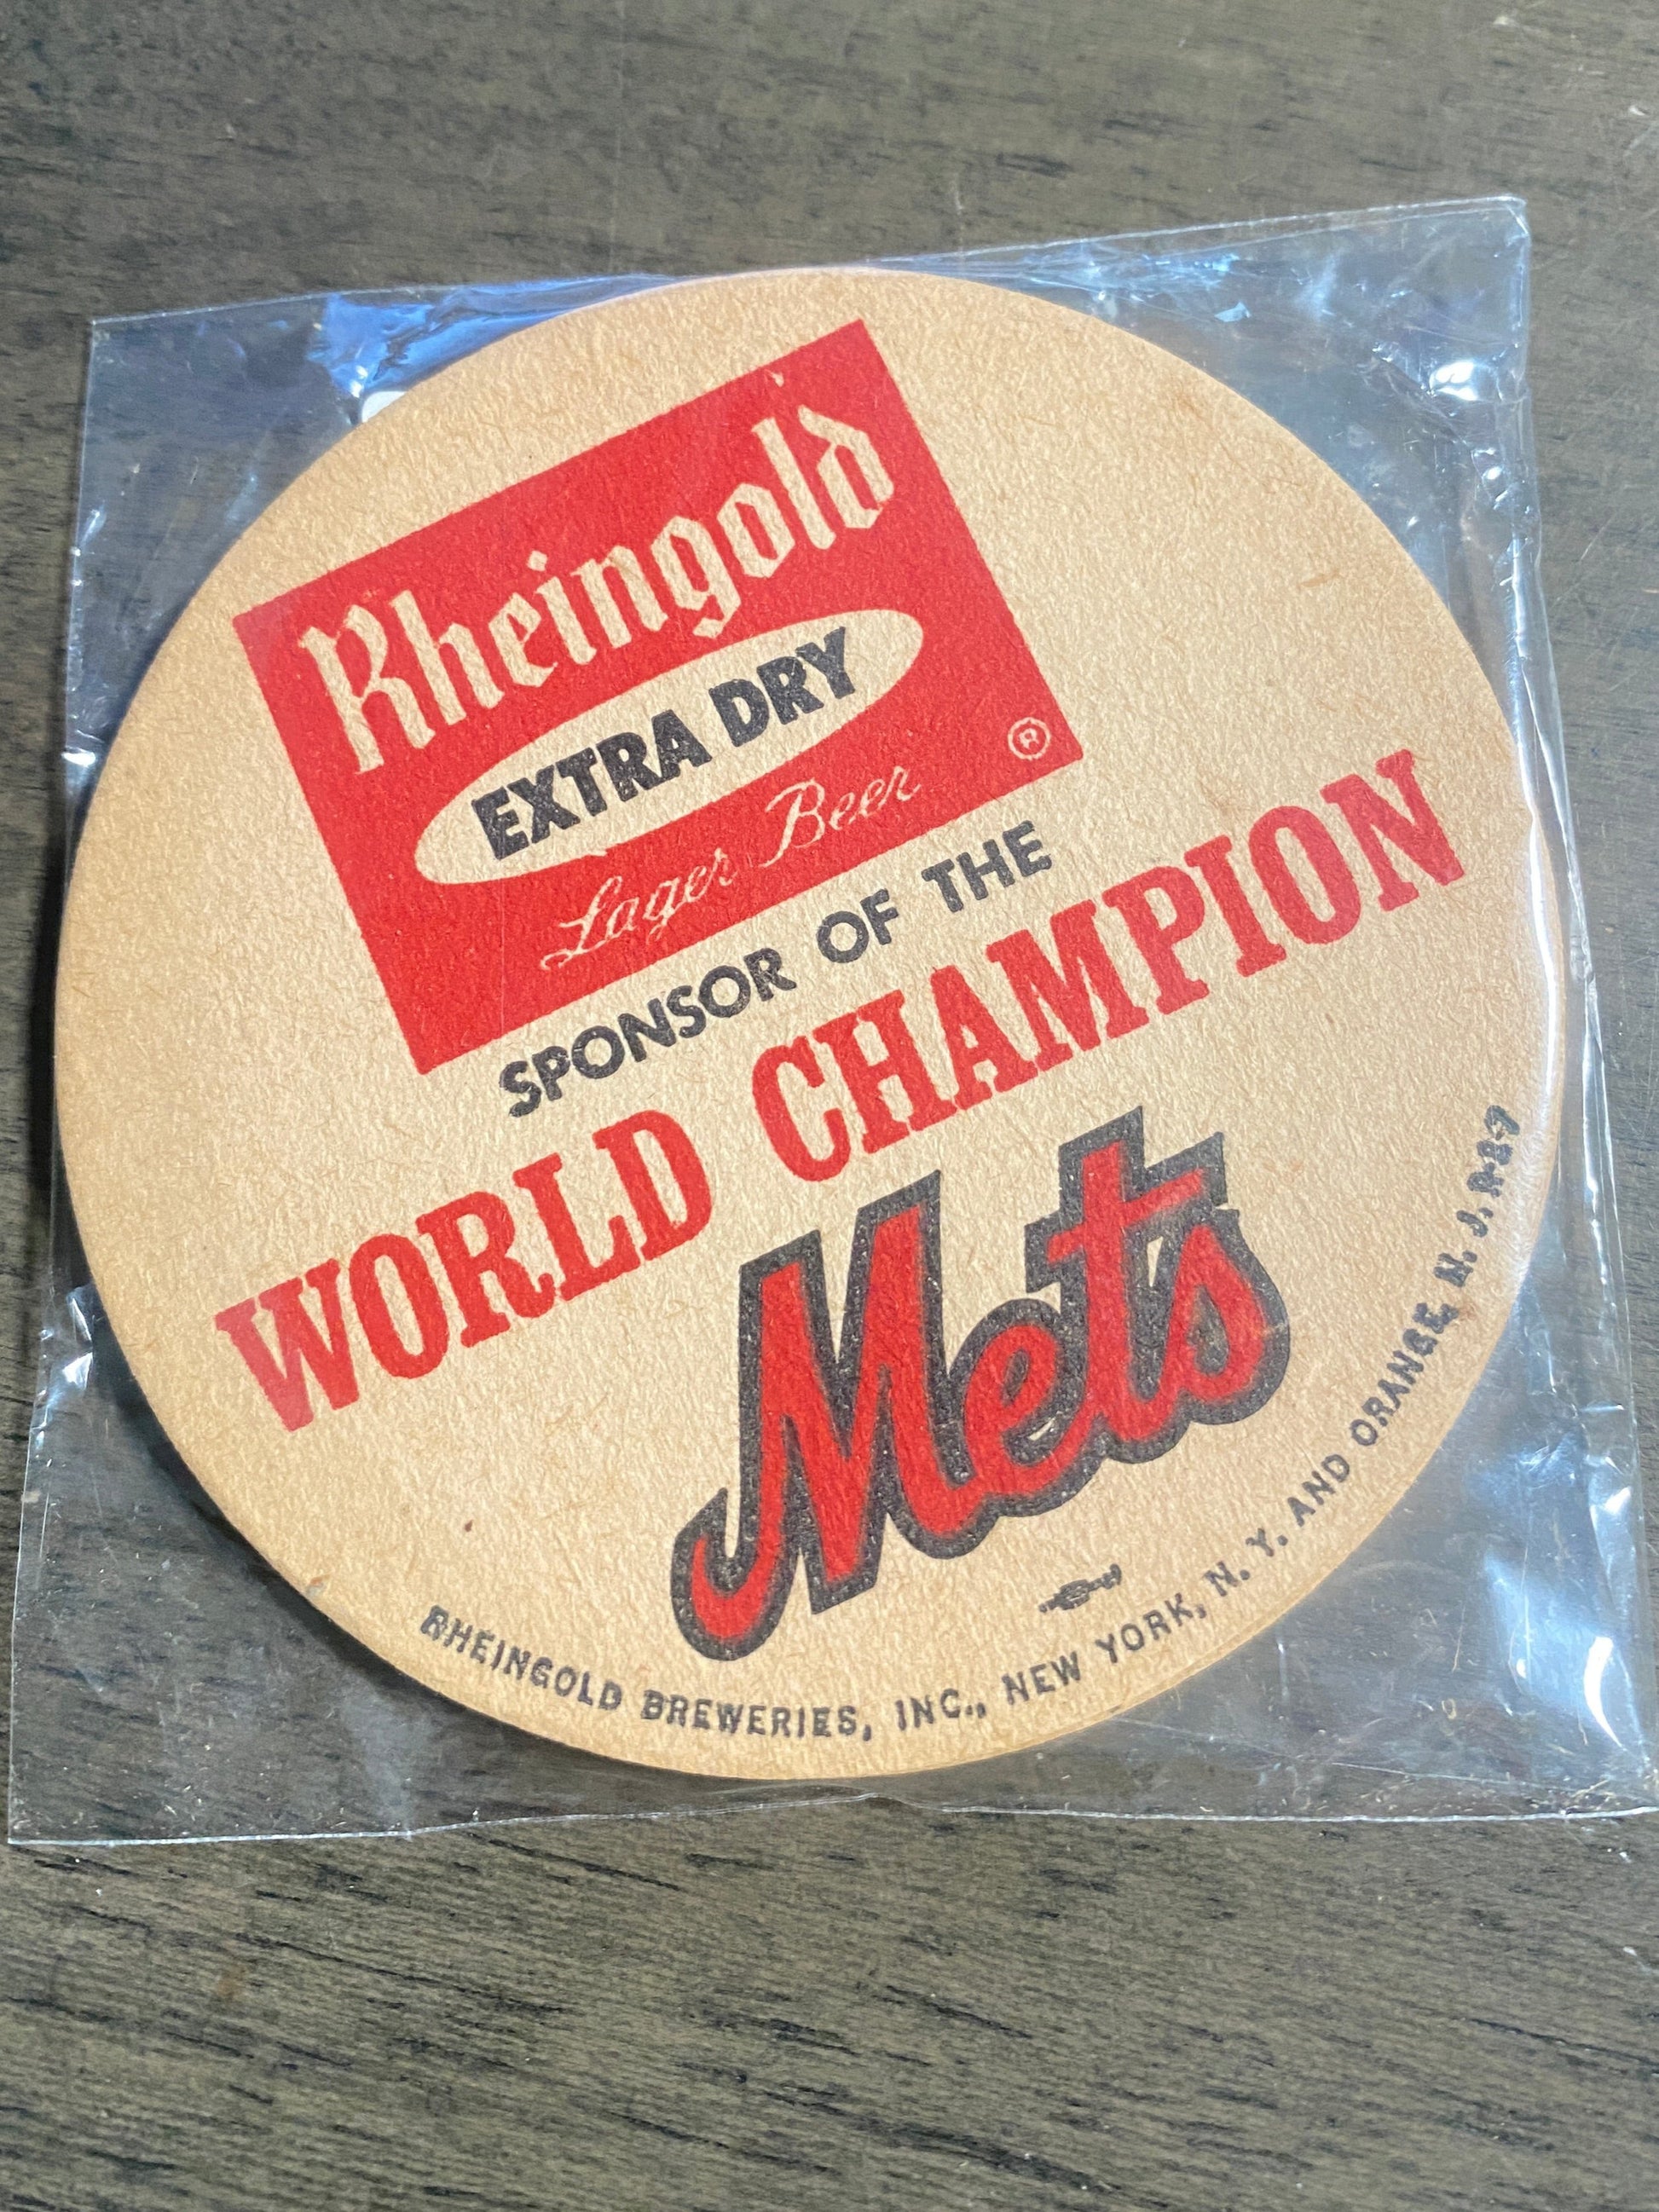 Rheingold
EXTRA DRY
Lager Beer
®
SPONSOR OF THE
WORLD CHAMPION
Mets
RHEINGOLD BREWERIES, INC., NEW YORK, N. Y. AND ORANGE, N. J.